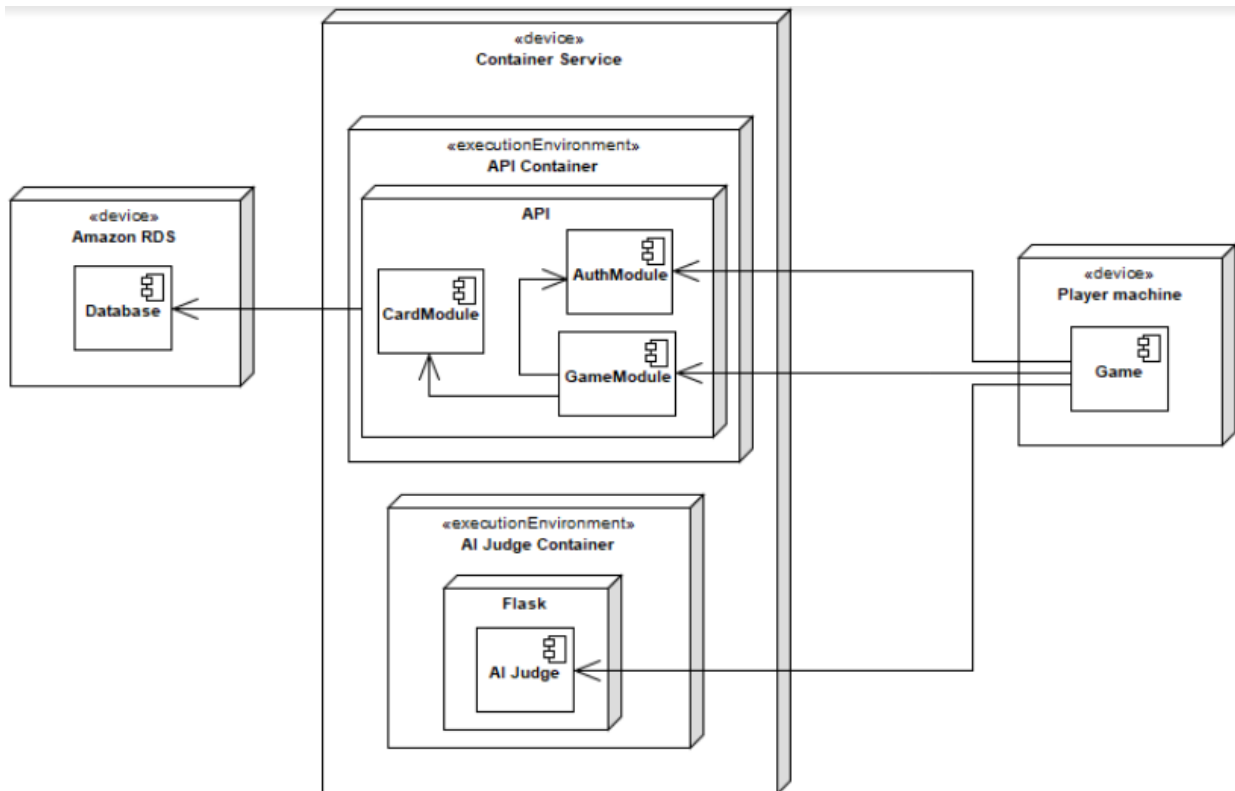 «device»
Container Service
«executionEnvironment»
API Container
API
AuthModule
CardModule
GameModule
«device»
Amazon RDS
Database
«device»
Player machine
Game
«executionEnvironment»
AI Judge Container
Flask
AI Judge